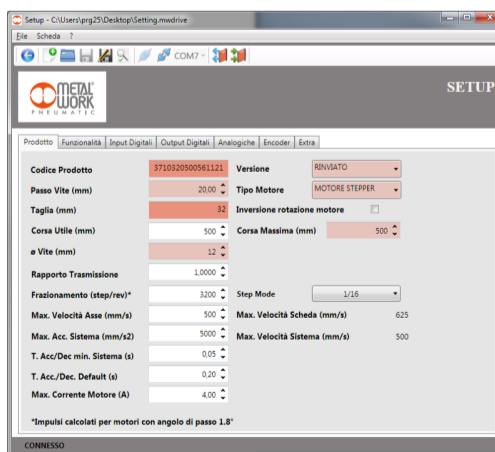 Setup - C:\Users\prg25\Desktop\Setting.mwdrive
File Scheda ?
COM7
METAL
WORK
PNEUMATIC
SETUP
Prodotto Funzionalità Input Digitali Output Digitali Analogiche Encoder Extra
Codice Prodotto 3710320500561121 Versione RINVIATO
Passo Vite (mm) 20,00 Tipo Motore MOTORE STEPPER
Taglia (mm) 32 Inversione rotazione motore
Corsa Utile (mm) 500 Corsa Massima (mm) 500
ø Vite (mm) 12
Rapporto Trasmissione 1,0000
Frazionamento (step/rev)* 3200 Step Mode 1/16
Max. Velocità Asse (mm/s) 500 Max. Velocità Scheda (mm/s) 625
Max. Acc. Sistema (mm/s2) 5000 Max. Velocità Sistema (mm/s) 500
T. Acc/Dec min. Sistema (s) 0,05
T. Acc./Dec. Default (s) 0,20
Max. Corrente Motore (A) 4,00
*Impulsi calcolati per motori con angolo di passo 1.8°
CONNESSO